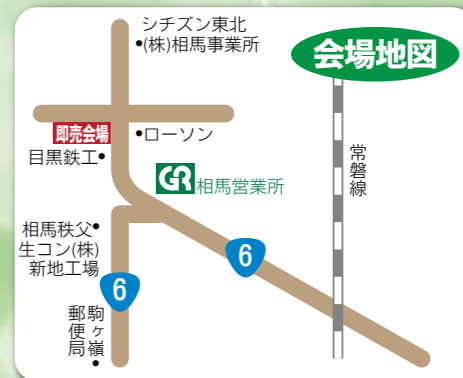 シチズン東北
•(株)相馬事業所
会場地図
即売会場
•ローソン
目黒鉄工•
常磐線
GR 相馬営業所
相馬秩父•
生コン(株)
新地工場
6
6
駒ヶ嶺
郵便局•